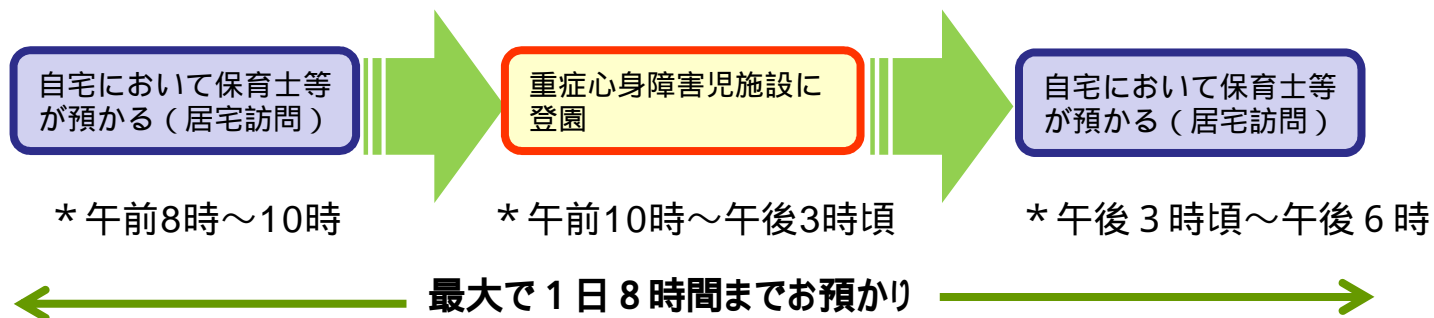 自宅において保育士等
が預かる（居宅訪問）
重症心身障害児施設に
登園
自宅において保育士等
が預かる（居宅訪問）
＊午前8時～10時
＊午前10時～午後3時頃
＊午後３時頃～午後６時
最大で１日８時間までお預かり